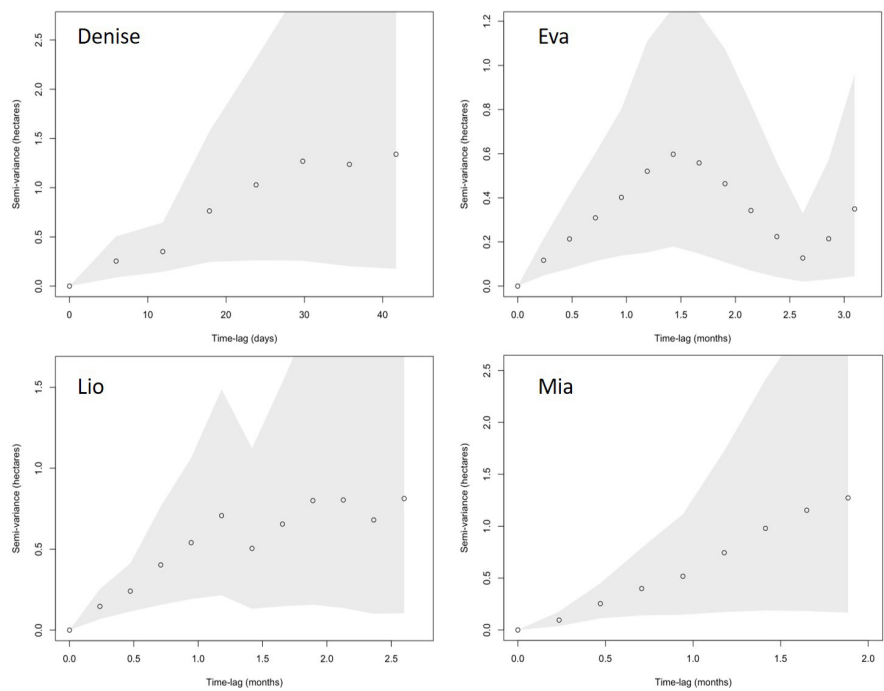 Denise
Semi-variance (hectares)
2.5
2.0
1.5
1.0
0.5
0.0
0 10 20 30 40
Time-lag (days)
Eva
Semi-variance (hectares)
1.2
1.0
0.8
0.6
0.4
0.2
0.0
0.0 0.5 1.0 1.5 2.0 2.5 3.0
Time-lag (months)
Lio
Semi-variance (hectares)
1.5
1.0
0.5
0.0
0.0 0.5 1.0 1.5 2.0 2.5
Time-lag (months)
Mia
Semi-variance (hectares)
2.5
2.0
1.5
1.0
0.5
0.0
0.0 0.5 1.0 1.5 2.0
Time-lag (months)